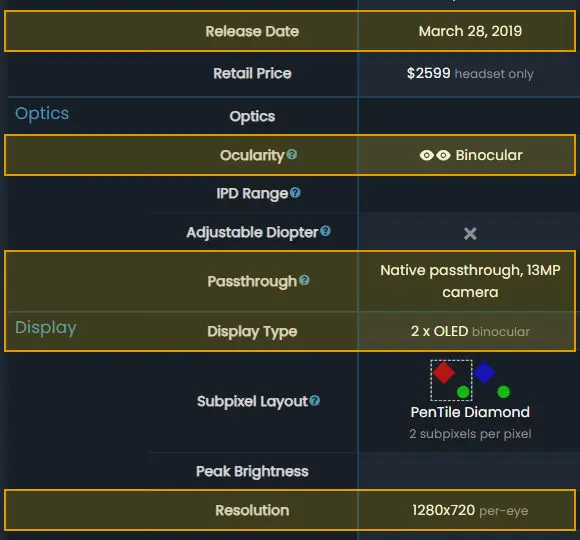 Release Date March 28, 2019
Retail Price $2599 headset only
Optics Optics
Ocularity Binocular
IPD Range
Adjustable Diopter
Passthrough Native passthrough, 13MP
camera
Display Display Type 2 x OLED binocular
Subpixel Layout PenTile Diamond
2 subpixels per pixel
Peak Brightness
Resolution 1280x720 per-eye